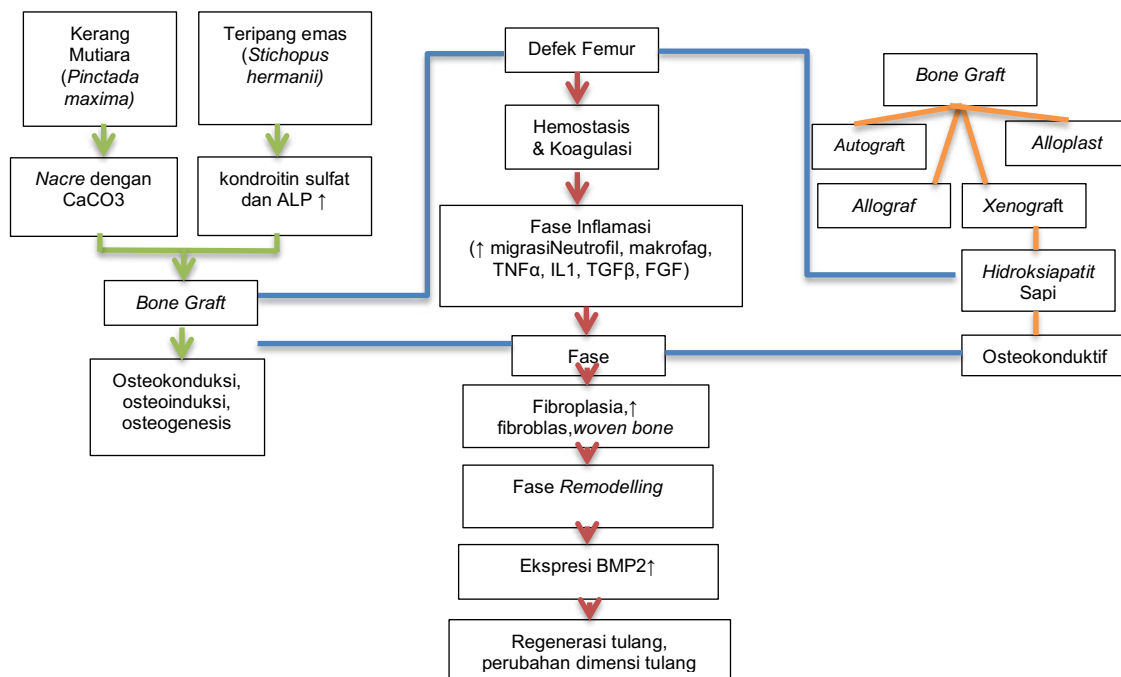 Kerang
Mutiara
(Pinctada
maxima)
Teripang emas
(Stichopus
hermanii)
Nacre dengan
CaCO3
kondroitin sulfat
dan ALP ↑
Bone Graft
Osteokonduksi,
osteoinduksi,
osteogenesis
Defek Femur
Hemostasis
& Koagulasi
Fase Inflamasi
(↑ migrasiNeutrofil, makrofag,
TNFα, IL1, TGFβ, FGF)
Fase
Fibroplasia,↑
fibroblas,woven bone
Fase Remodelling
Ekspresi BMP2↑
Regenerasi tulang,
perubahan dimensi tulang
Bone Graft
Autograft
Alloplast
Allograf
Xenograft
Hidroksiapatit
Sapi
Osteokonduktif